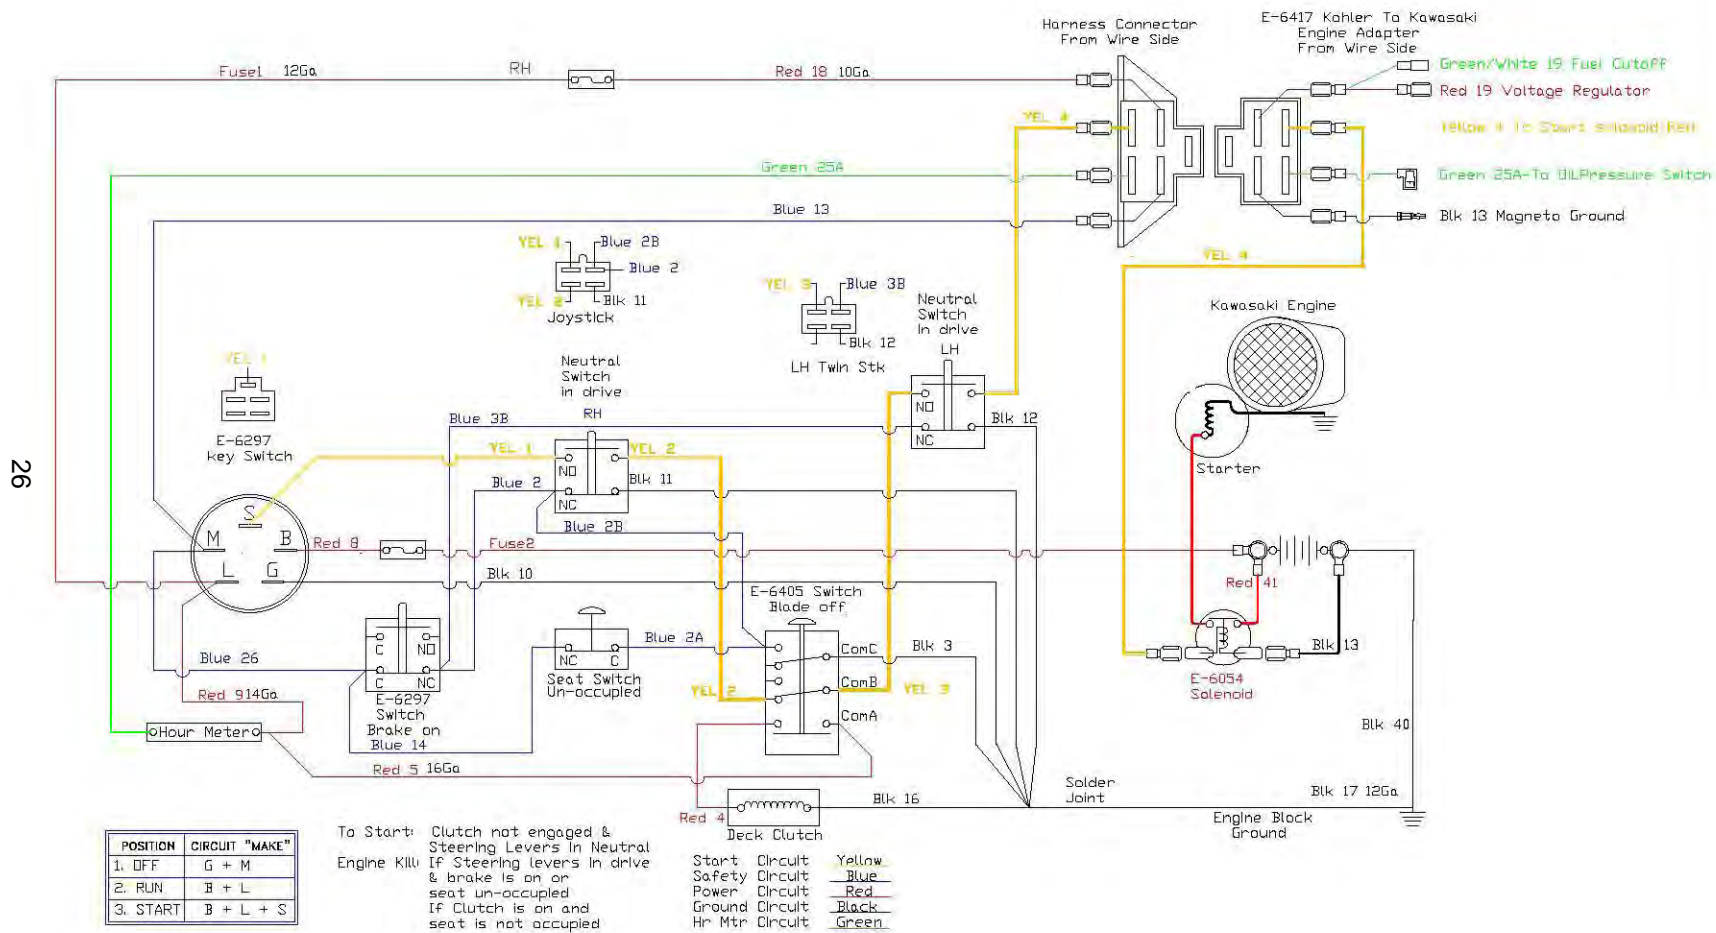 Harness Connector
From Wire Side
E-6417 Kohler To Kawasaki
Engine Adapter
From Wire Side
Fuse1 12Ga
RH
Red 18 10Ga
Green/White 19 Fuel Cutoff
Red 19 Voltage Regulator
YEL 4
Green 25A
Green 25A-To OILPressure Switch
Blue 13
Blk 13 Magneto Ground
YEL 4
YEL 1
Blue 2B
Blue 2
YEL 2
Blk 11
Joystick
YEL 3
Blue 3B
Blk 12
LH Twin Stk
Neutral
Switch
in drive
LH
NO
NC
Blk 12
Kawasaki Engine
Starter
YEL 1
E-6297
key Switch
Neutral
Switch
in drive
RH
Blue 3B
YEL 1
YEL 2
NO
NC
Blue 2
Blk 11
Blue 2B
26
S
M
B
L
G
Red 8
Fuse2
Blk 10
Red 41
E-6405 Switch
Blade off
Blue 26
C
NO
C
NC
E-6297
Switch
Brake on
NC
C
Seat Switch
Un-occupied
Blue 2A
ComC
Blk 3
YEL 2
ComB
YEL 3
ComA
Blk 13
E-6054
Solenoid
Red 9 14Ga
Hour Meter
Blue 14
Red 5 16Ga
Blk 40
Solder
Joint
Blk 17 12Ga
Red 4
Deck Clutch
Blk 16
Engine Block
Ground
POSITION CIRCUIT "MAKE"
1. OFF G + M
2. RUN B + L
3. START B + L + S
To Start: Clutch not engaged &
Steering Levers in Neutral
Engine Kill: If Steering levers in drive
& brake is on or
seat un-occupied
If Clutch is on and
seat is not occupied
Start Circuit Yellow
Safety Circuit Blue
Power Circuit Red
Ground Circuit Black
Hr Mtr Circuit Green